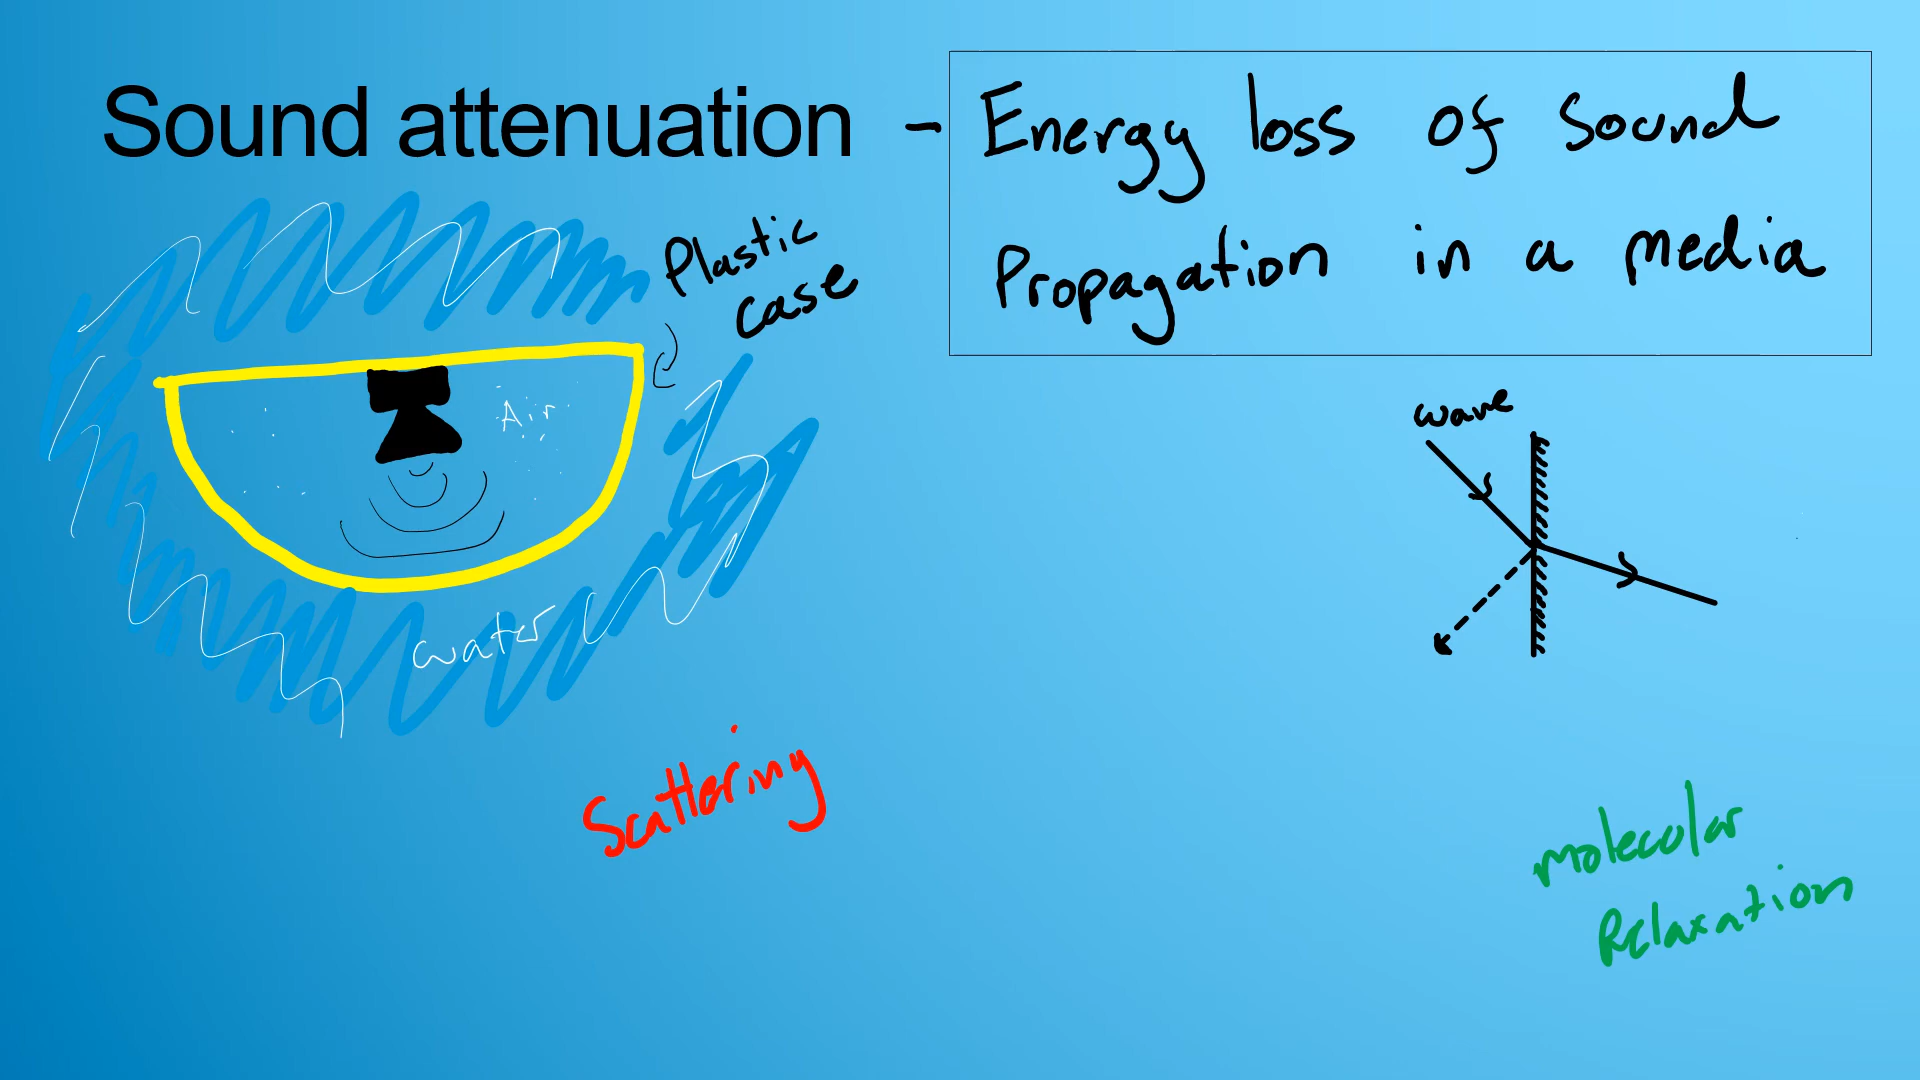 Sound attenuation - Energy loss of sound
Propagation in a media
Plastic
case
Air
water
wave
Scattering
molecular
Relaxation